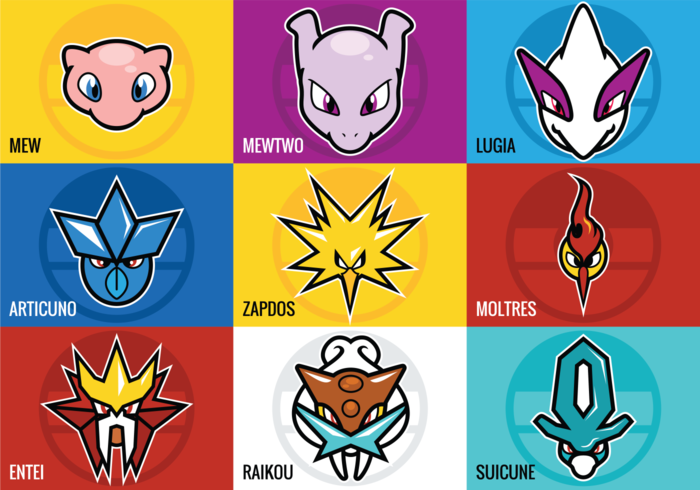 MEW
MEWTWO
LUGIA
ARTICUNO
ZAPDOS
MOLTRES
ENTEI
RAIKOU
SUICUNE